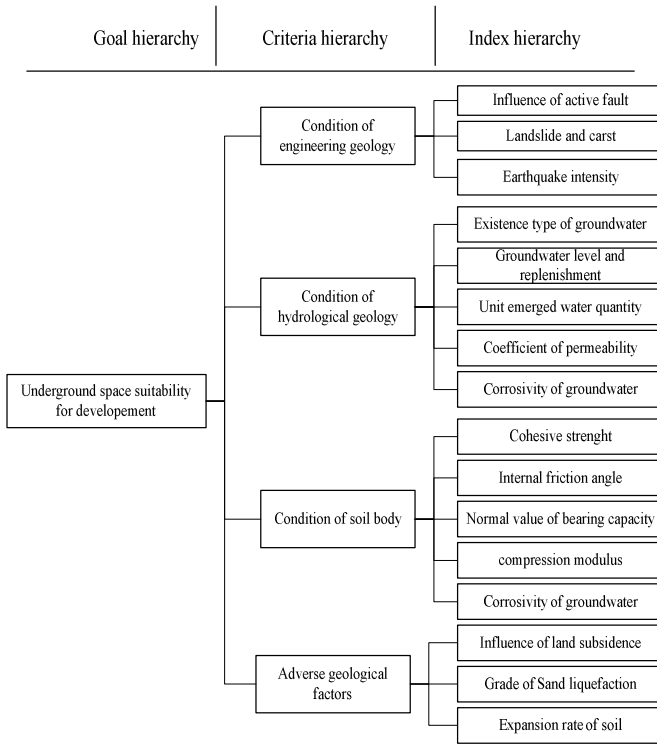 Goal hierarchy
Criteria hierarchy
Index hierarchy
Underground space suitability
for developement
Condition of
engineering geology
Influence of active fault
Landslide and carst
Earthquake intensity
Condition of
hydrological geology
Existence type of groundwater
Groundwater level and
replenishment
Unit emerged water quantity
Coefficient of permeability
Corrosivity of groundwater
Condition of soil body
Cohesive strenght
Internal friction angle
Normal value of bearing capacity
compression modulus
Corrosivity of groundwater
Adverse geological
factors
Influence of land subsidence
Grade of Sand liquefaction
Expansion rate of soil